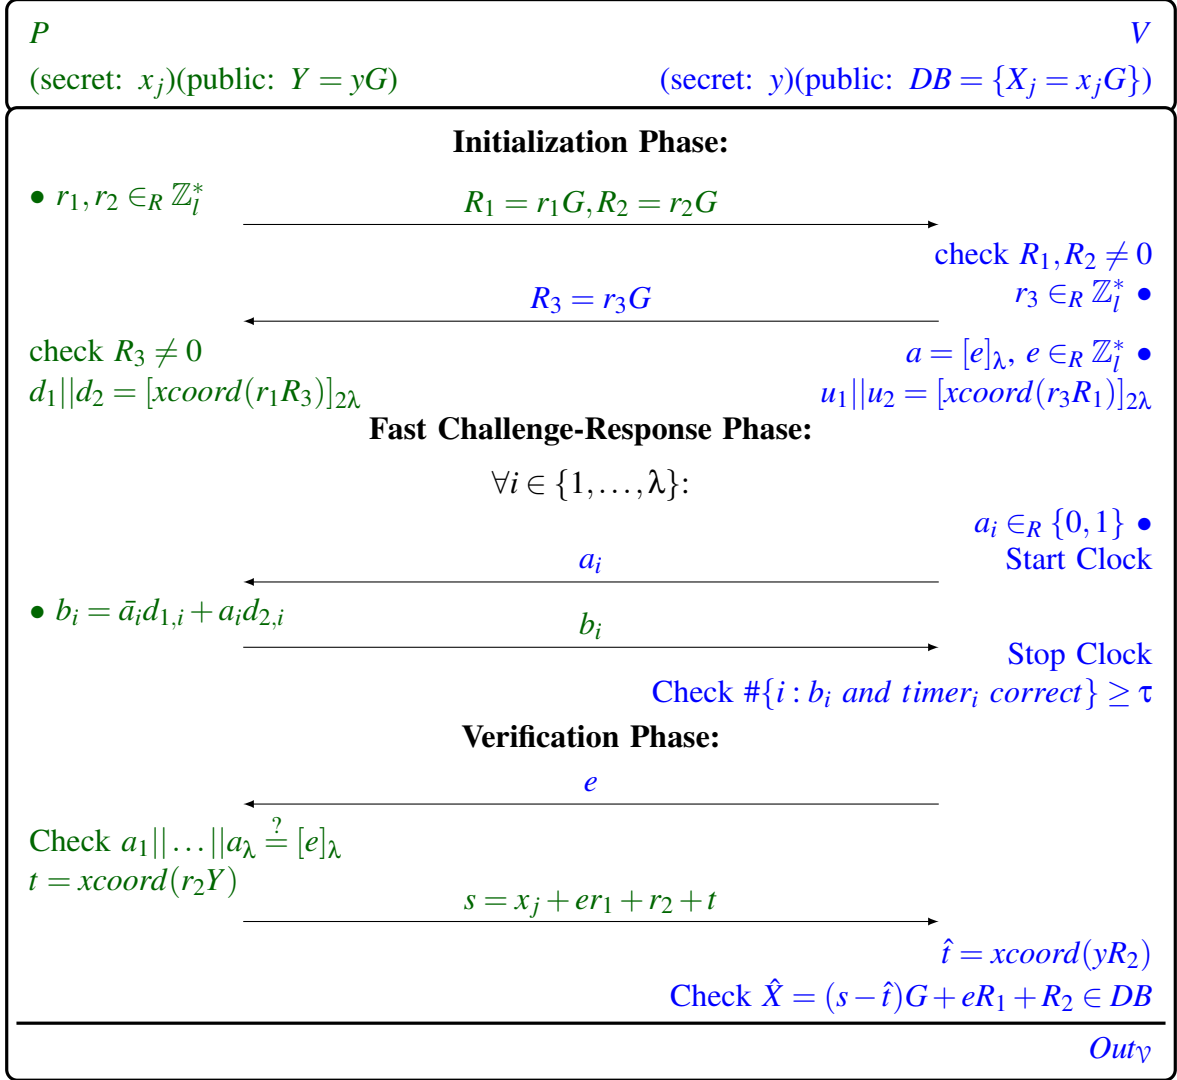 P V
(secret: x_j)(public: Y = yG) (secret: y)(public: DB = {X_j = x_jG})
Initialization Phase:
• r_1, r_2 ∈_R ℤ_l^* R_1 = r_1G, R_2 = r_2G
check R_1, R_2 ≠ 0
R_3 = r_3G r_3 ∈_R ℤ_l^* •
check R_3 ≠ 0 a = [e]_λ, e ∈_R ℤ_l^* •
d_1||d_2 = [xcoord(r_1R_3)]_{2λ} u_1||u_2 = [xcoord(r_3R_1)]_{2λ}
Fast Challenge-Response Phase:
∀i ∈ {1, . . . , λ}:
a_i ∈_R {0, 1} •
a_i Start Clock
• b_i = ā_i d_{1,i} + a_i d_{2,i} b_i
Stop Clock
Check #{i : b_i and timer_i correct} ≥ τ
Verification Phase:
e
Check a_1|| . . . ||a_λ ≟ [e]_λ
t = xcoord(r_2Y) s = x_j + er_1 + r_2 + t
t̂ = xcoord(yR_2)
Check X̂ = (s − t̂)G + eR_1 + R_2 ∈ DB
Out_𝒱